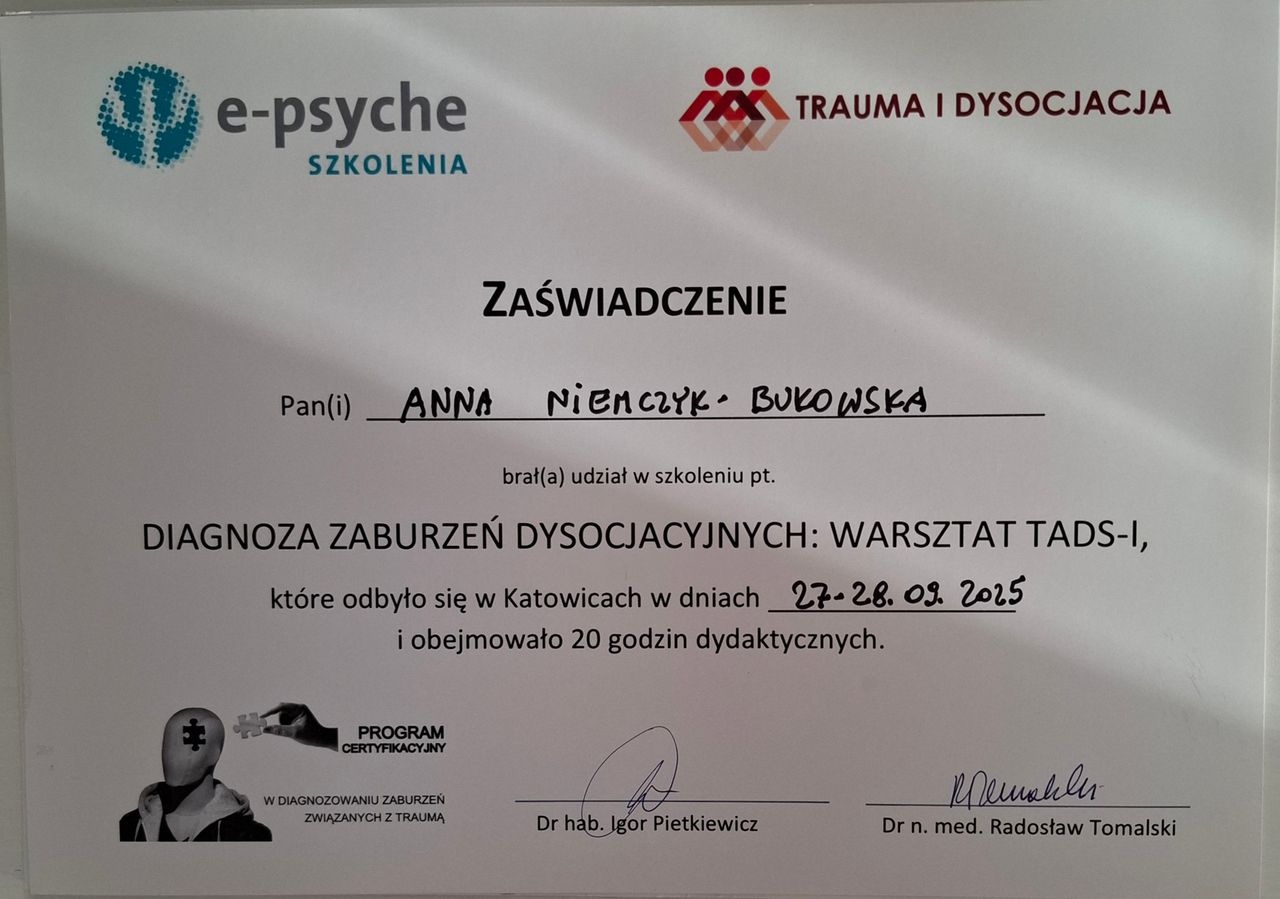 e-psyche
SZKOLENIA
TRAUMA I DYSOCJACJA
ZAŚWIADCZENIE
Pan(i) ANNA NIEMCZYK-BUKOWSKA
brał(a) udział w szkoleniu pt.
DIAGNOZA ZABURZEŃ DYSOCJACYJNYCH: WARSZTAT TADS-I,
które odbyło się w Katowicach w dniach 27-28.09.2025
i obejmowało 20 godzin dydaktycznych.
PROGRAM
CERTYFIKACYJNY
W DIAGNOZOWANIU ZABURZEŃ
ZWIĄZANYCH Z TRAUMĄ
Dr hab. Igor Pietkiewicz
Dr n. med. Radosław Tomalski